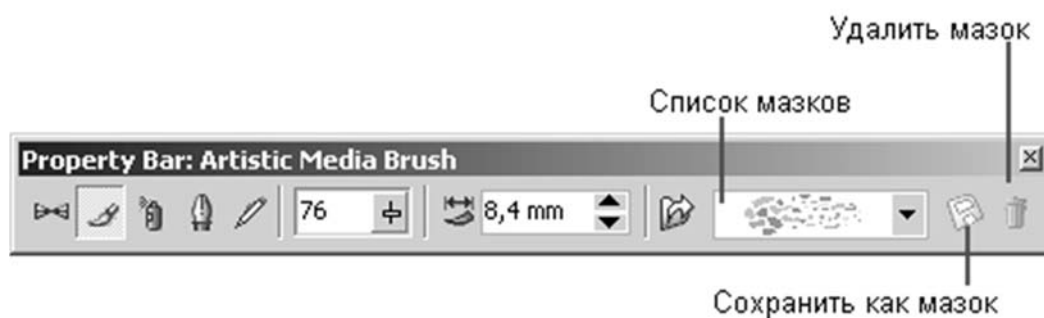 Удалить мазок
Список мазков
Property Bar: Artistic Media Brush
76 8,4 mm
Сохранить как мазок